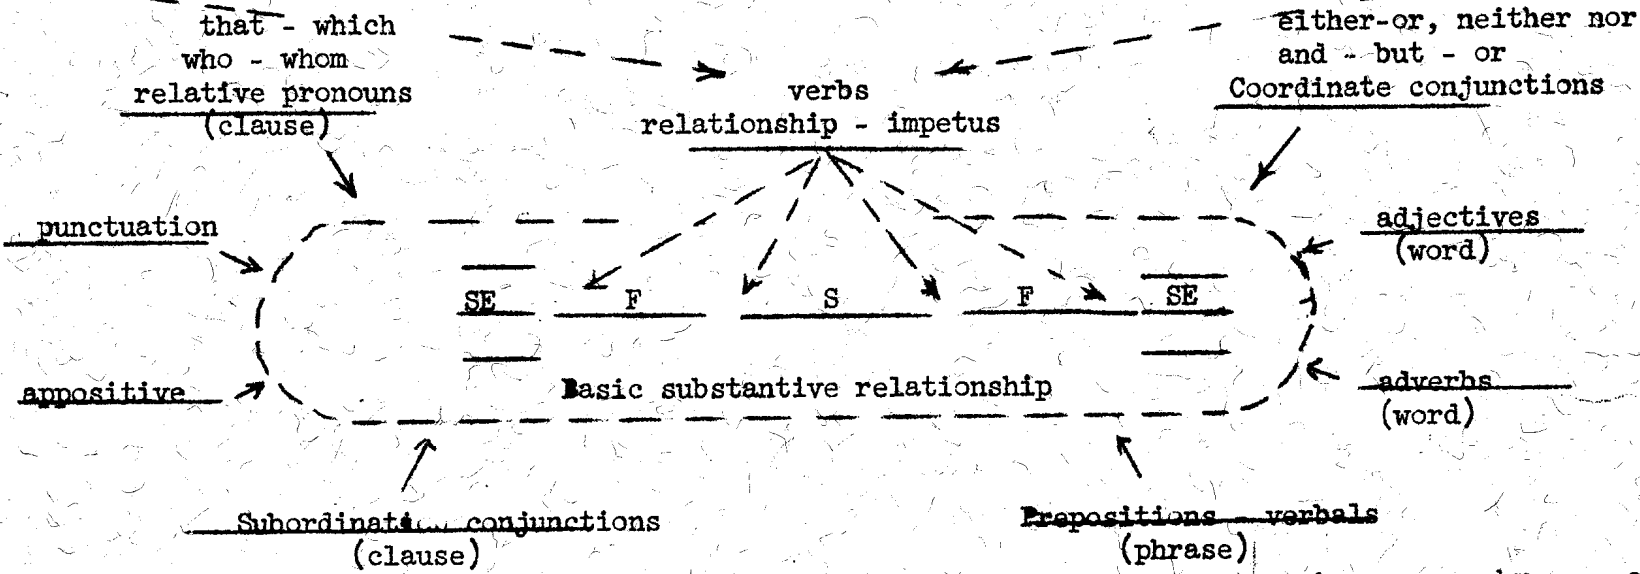 that - which
who - whom
relative pronouns
(clause)
either-or, neither nor
and - but - or
Coordinate conjunctions
verbs
relationship - impetus
punctuation
adjectives
(word)
SE F S F SE
Basic substantive relationship
appositive
adverbs
(word)
conjunctions
(clause)
Prepositions - verbals
(phrase)